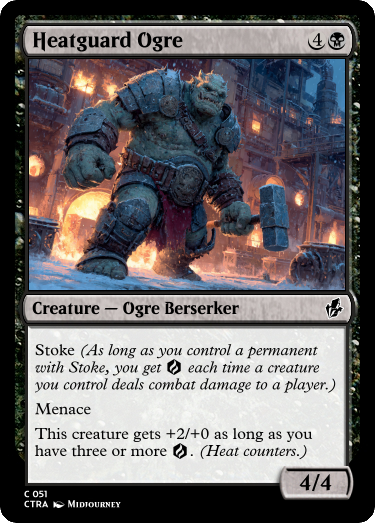 Heatguard Ogre 4
Creature — Ogre Berserker
Stoke (As long as you control a permanent
with Stoke, you get each time a creature
you control deals combat damage to a player.)
Menace
This creature gets +2/+0 as long as you
have three or more . (Heat counters.)
4/4
C 051
CTRA Midjourney